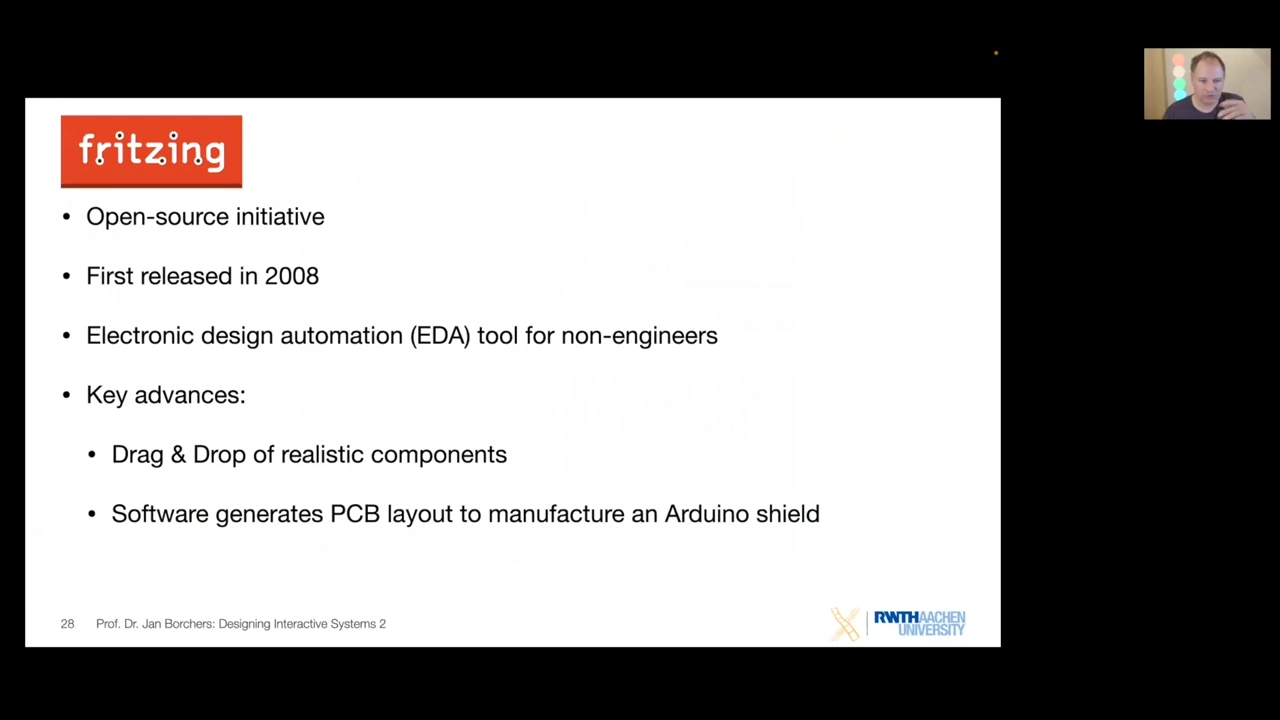 fritzing
• Open-source initiative
• First released in 2008
• Electronic design automation (EDA) tool for non-engineers
• Key advances:
• Drag & Drop of realistic components
• Software generates PCB layout to manufacture an Arduino shield
28 Prof. Dr. Jan Borchers: Designing Interactive Systems 2
RWTHAACHEN
UNIVERSITY